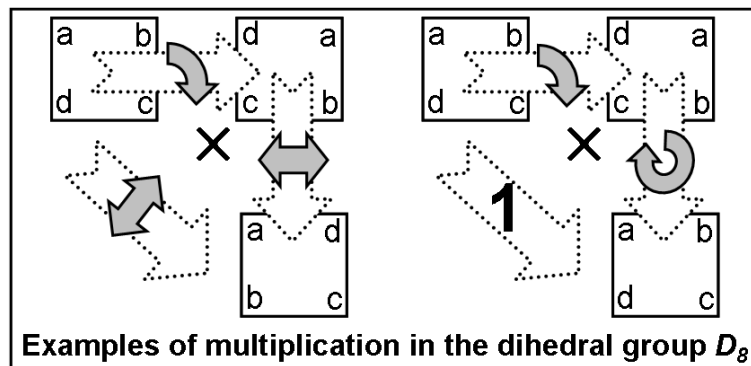 a b d a a b d a
d c c b d c c b
× ×
1
a d a b
b c d c
Examples of multiplication in the dihedral group D8